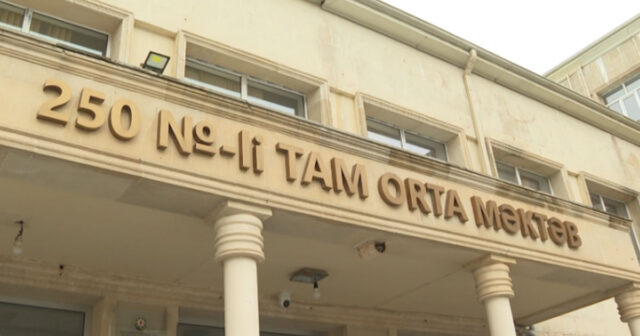 250 №-li TAM ORTA MƏKTƏB